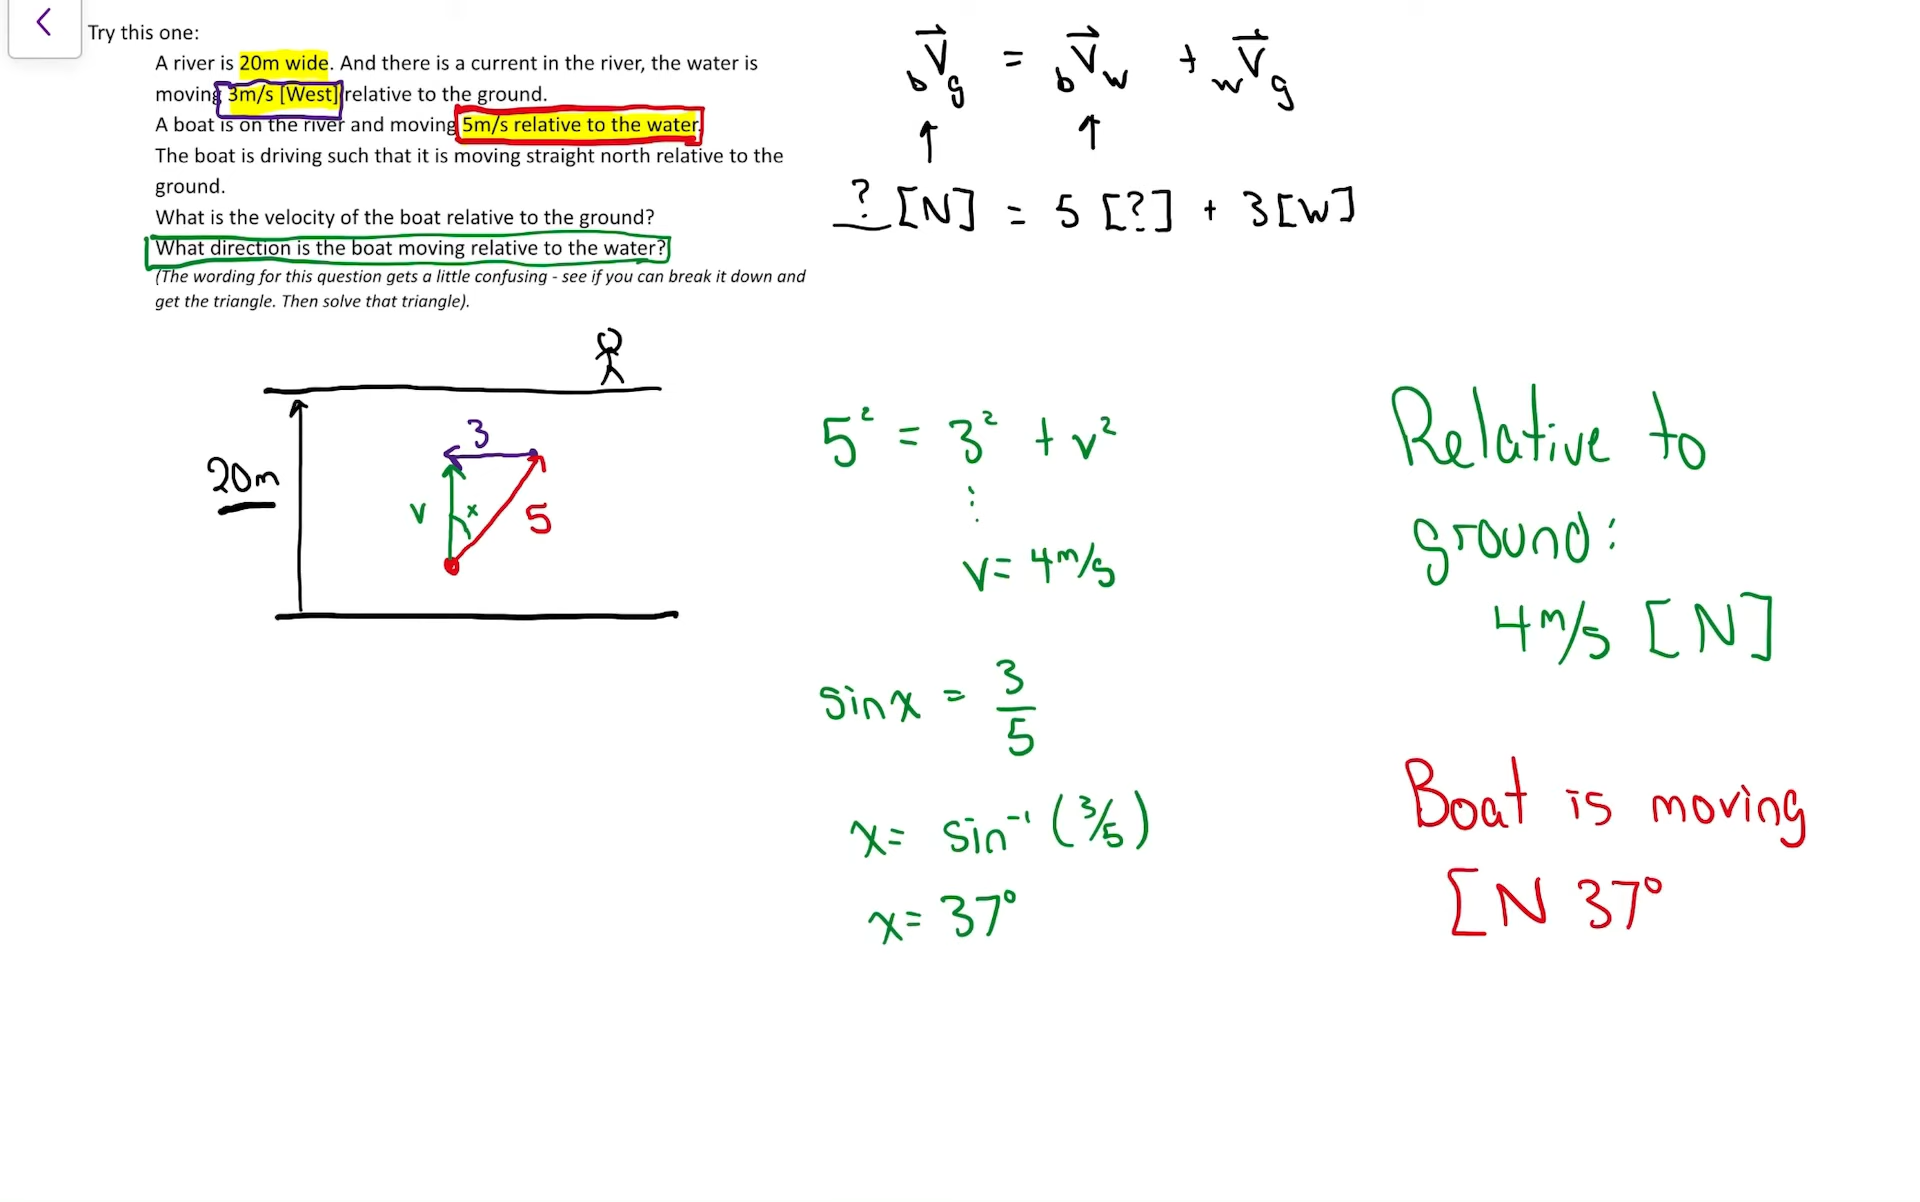 Try this one:
A river is 20m wide. And there is a current in the river, the water is
moving 3m/s [West] relative to the ground.
A boat is on the river and moving 5m/s relative to the water.
The boat is driving such that it is moving straight north relative to the
ground.
What is the velocity of the boat relative to the ground?
What direction is the boat moving relative to the water?
(The wording for this question gets a little confusing - see if you can break it down and
get the triangle. Then solve that triangle).
bV⃗g = bV⃗w + wV⃗g
↑ ↑
? [N] = 5 [?] + 3[W]
20m
3
v
x
5
5² = 3² + v²
⋮
v= 4m/s
sin x = 3/5
x= sin⁻¹ (3/5)
x= 37°
Relative to
ground:
4m/s [N]
Boat is moving
[N 37°